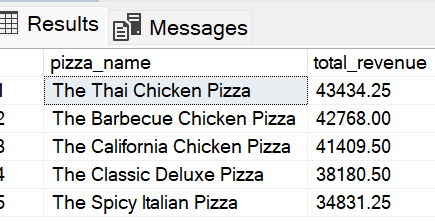 Results Messages
pizza_name total_revenue
1 The Thai Chicken Pizza 43434.25
2 The Barbecue Chicken Pizza 42768.00
3 The California Chicken Pizza 41409.50
4 The Classic Deluxe Pizza 38180.50
5 The Spicy Italian Pizza 34831.25